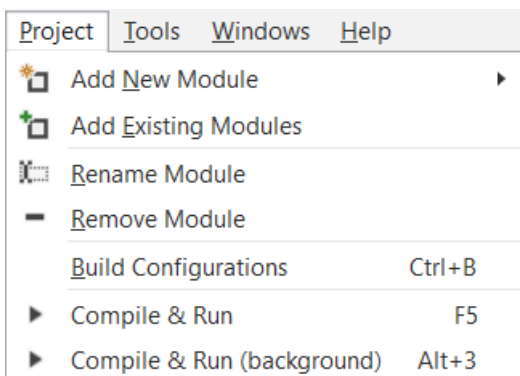 Project Tools Windows Help
Add New Module
Add Existing Modules
Rename Module
Remove Module
Build Configurations Ctrl+B
Compile & Run F5
Compile & Run (background) Alt+3